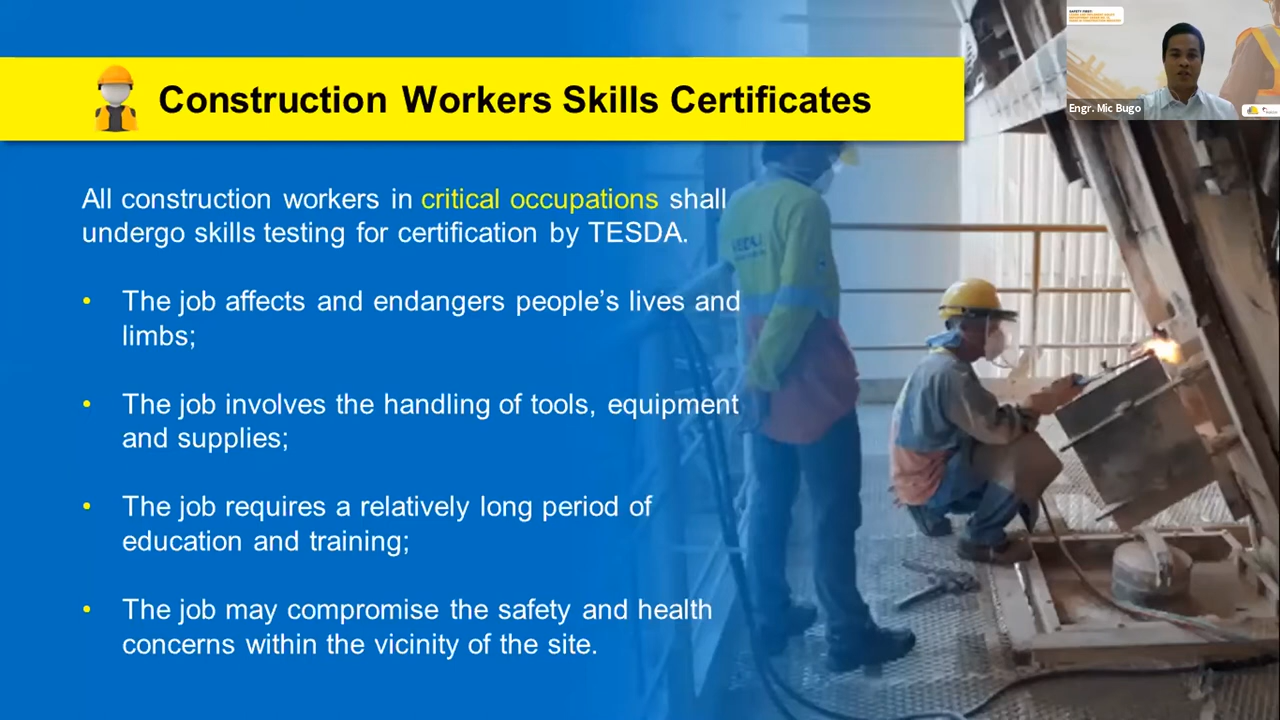 Construction Workers Skills Certificates
All construction workers in critical occupations shall
undergo skills testing for certification by TESDA.
• The job affects and endangers people's lives and
limbs;
• The job involves the handling of tools, equipment
and supplies;
• The job requires a relatively long period of
education and training;
• The job may compromise the safety and health
concerns within the vicinity of the site.
SAFETY FIRST:
Engr. Mic Bugo